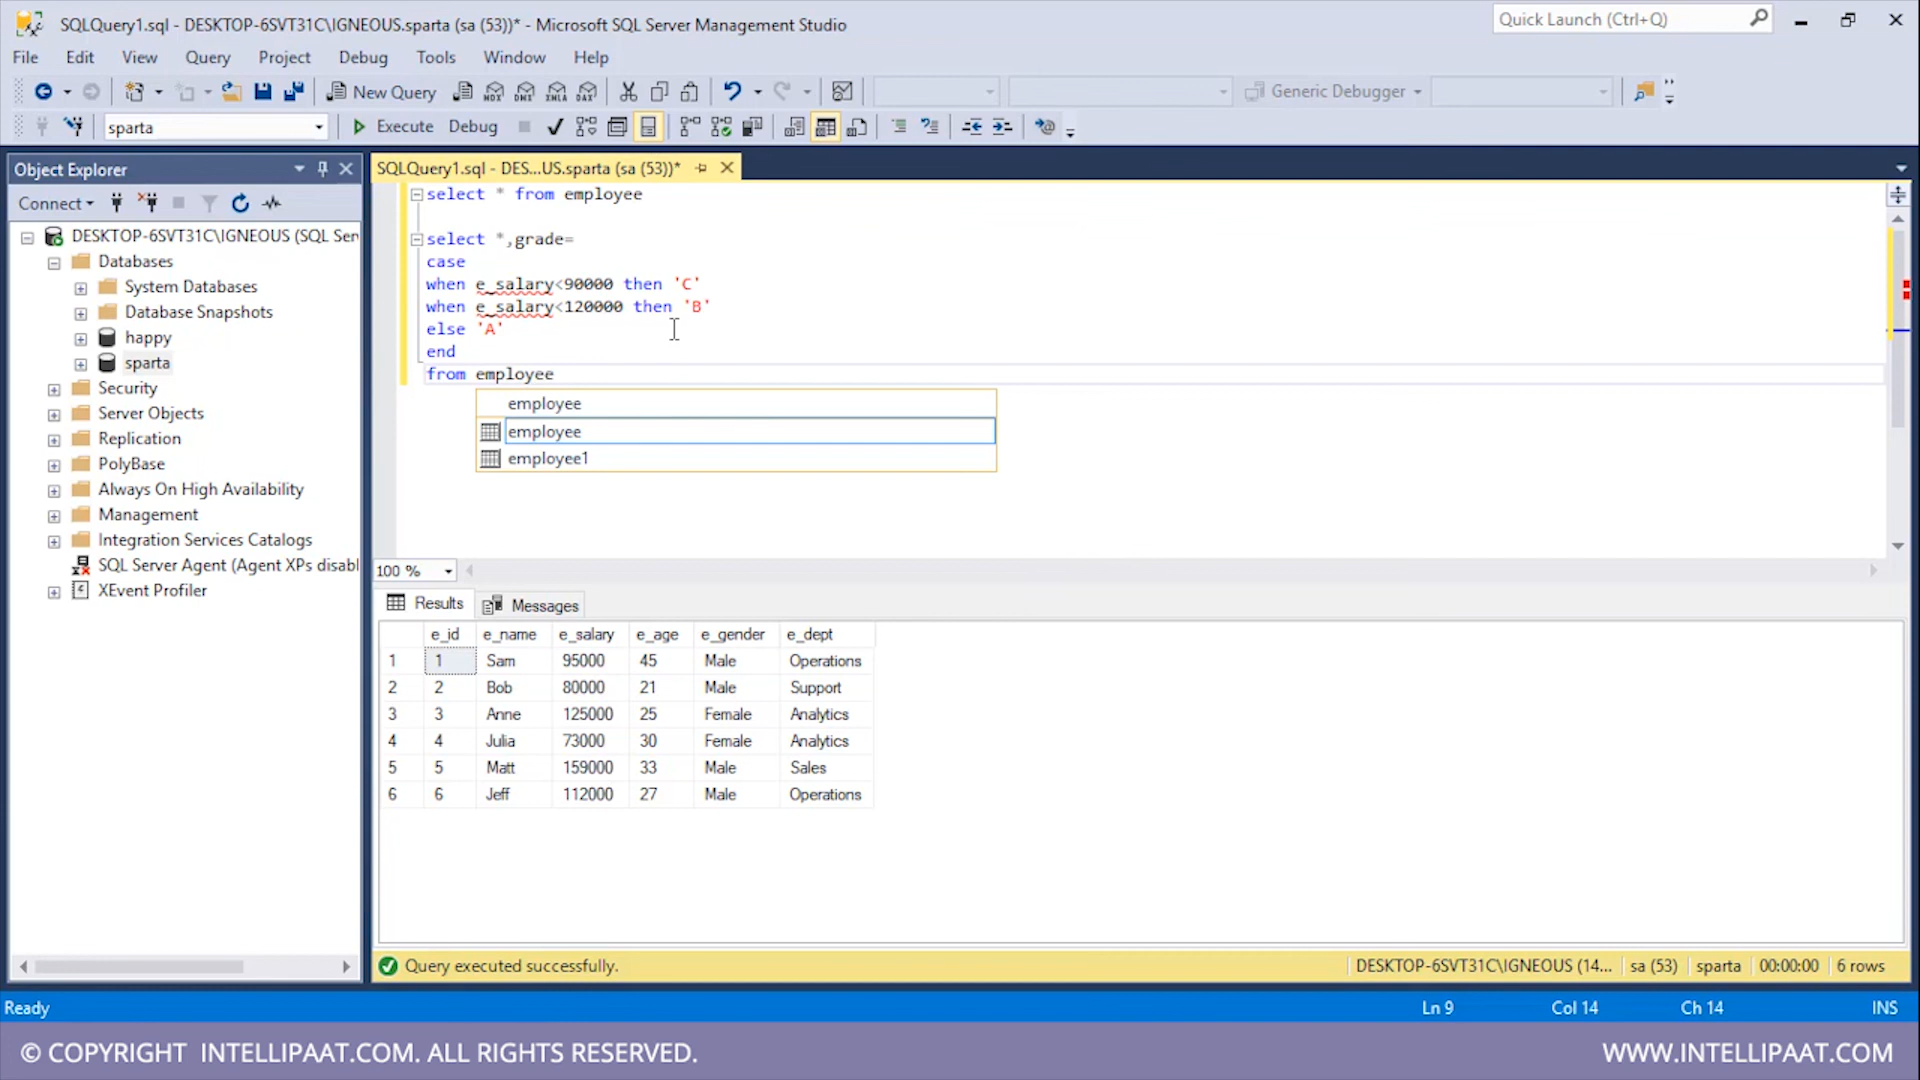 SQLQuery1.sql - DESKTOP-6SVT31C\IGNEOUS.sparta (sa (53))* - Microsoft SQL Server Management Studio
Quick Launch (Ctrl+Q)
File Edit View Query Project Debug Tools Window Help
New Query MDX DMX XMLA DAX Generic Debugger
sparta Execute Debug
Object Explorer
Connect
DESKTOP-6SVT31C\IGNEOUS (SQL Ser
Databases
System Databases
Database Snapshots
happy
sparta
Security
Server Objects
Replication
PolyBase
Always On High Availability
Management
Integration Services Catalogs
SQL Server Agent (Agent XPs disabl
XEvent Profiler
SQLQuery1.sql - DES...US.sparta (sa (53))*
select * from employee
select *,grade=
case
when e_salary<90000 then 'C'
when e_salary<120000 then 'B'
else 'A'
end
from employee
employee
employee
employee1
100 %
Results Messages
e_id e_name e_salary e_age e_gender e_dept
1 1 Sam 95000 45 Male Operations
2 2 Bob 80000 21 Male Support
3 3 Anne 125000 25 Female Analytics
4 4 Julia 73000 30 Female Analytics
5 5 Matt 159000 33 Male Sales
6 6 Jeff 112000 27 Male Operations
Query executed successfully. DESKTOP-6SVT31C\IGNEOUS (14... sa (53) sparta 00:00:00 6 rows
Ready Ln 9 Col 14 Ch 14 INS
© COPYRIGHT INTELLIPAAT.COM. ALL RIGHTS RESERVED. WWW.INTELLIPAAT.COM